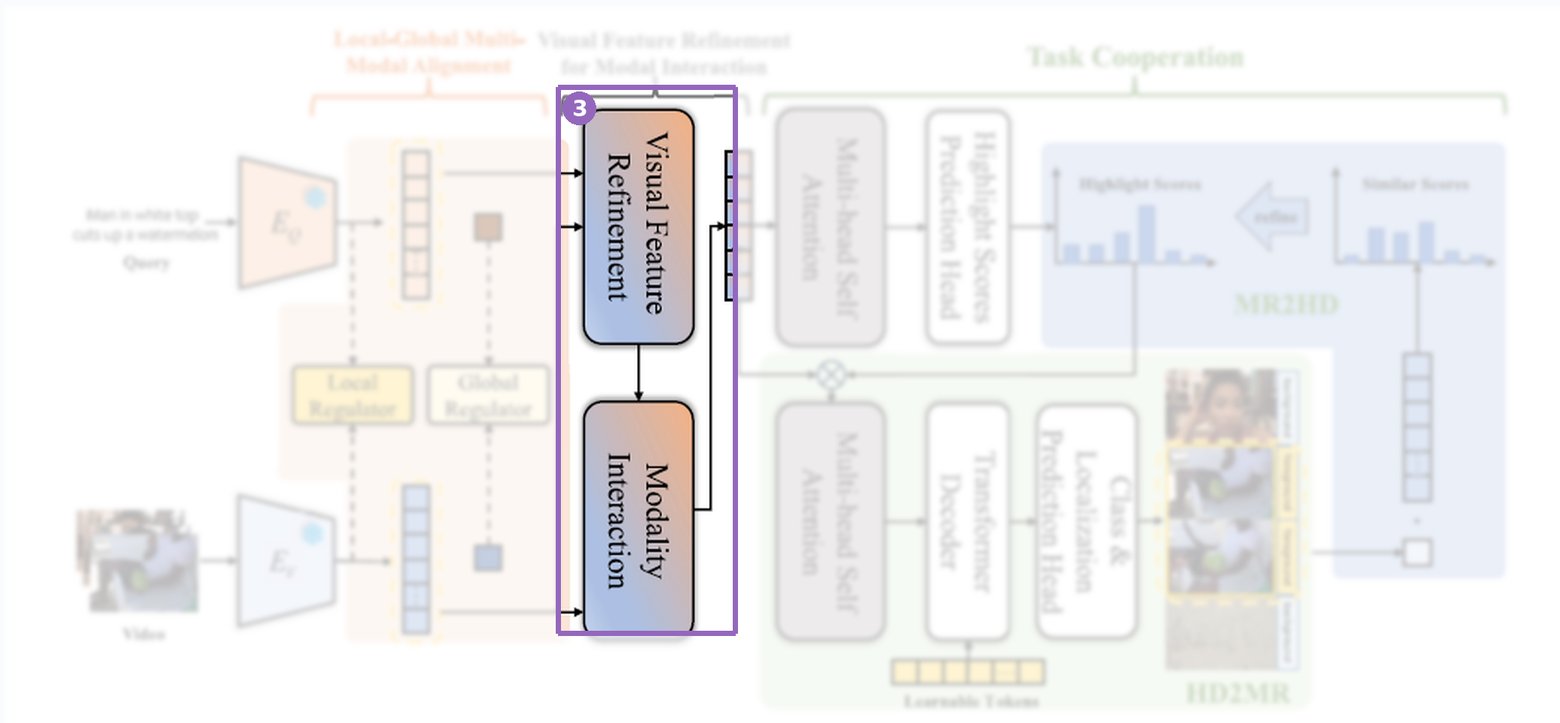 Local-Global Multi-
Modal Alignment
Visual Feature Refinement
for Modal Interaction
Task Cooperation
3
Man in white top
cuts up a watermelon
Query
E_Q
Local
Regulator
Global
Regulator
E_v
Video
Visual Feature
Refinement
Modality
Interaction
Multi-head Self
Attention
Highlight Scores
Prediction Head
Highlight Scores
refine
Similar Scores
MR2HD
Multi-head Self
Attention
Transformer
Decoder
Class &
Localization
Prediction Head
Learnable Tokens
HD2MR